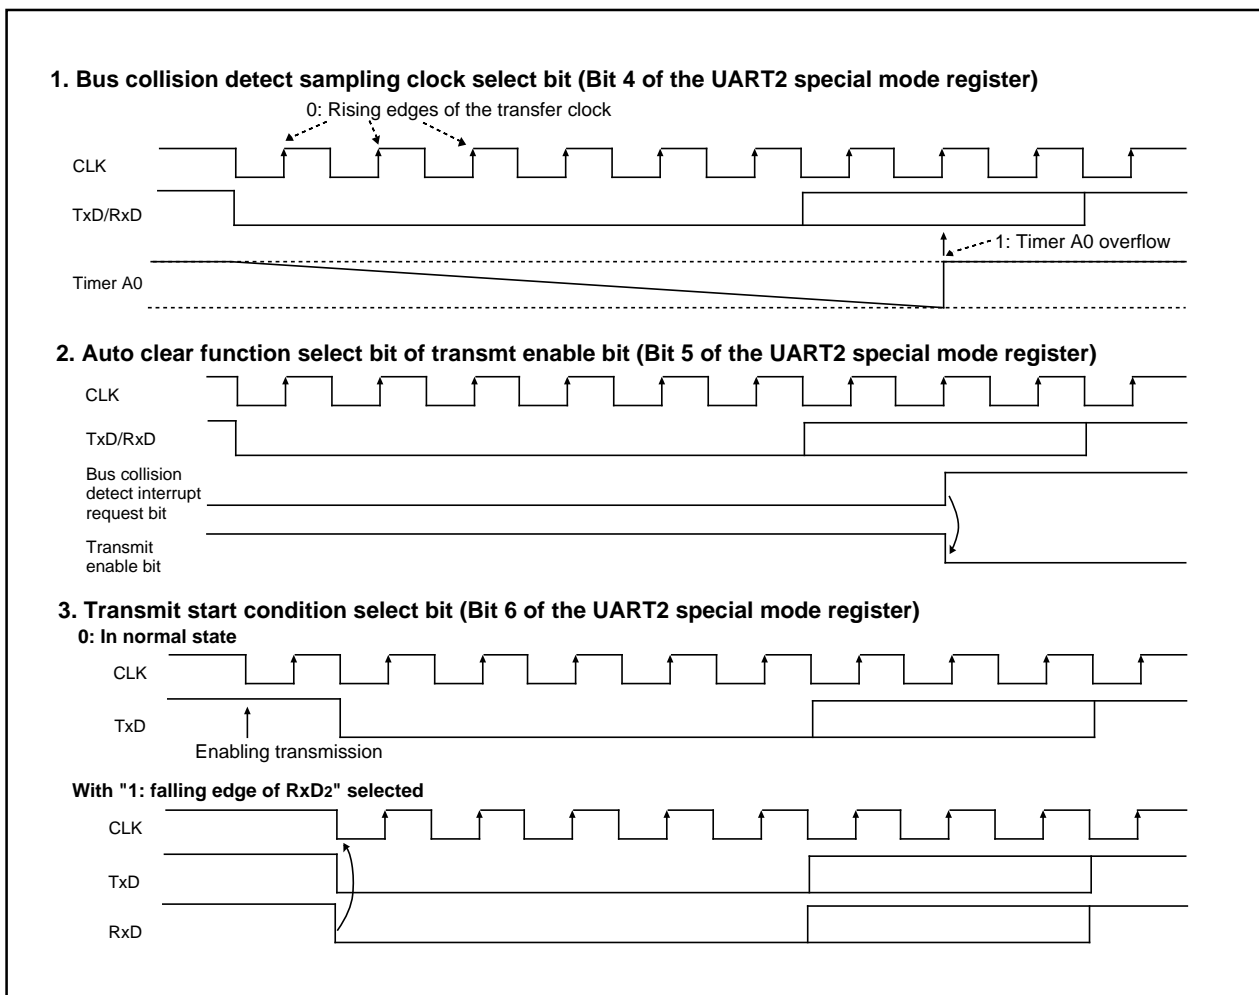 1. Bus collision detect sampling clock select bit (Bit 4 of the UART2 special mode register)
0: Rising edges of the transfer clock
CLK
TxD/RxD
1: Timer A0 overflow
Timer A0
2. Auto clear function select bit of transmt enable bit (Bit 5 of the UART2 special mode register)
CLK
TxD/RxD
Bus collision
detect interrupt
request bit
Transmit
enable bit
3. Transmit start condition select bit (Bit 6 of the UART2 special mode register)
0: In normal state
CLK
TxD
Enabling transmission
With "1: falling edge of RxD2" selected
CLK
TxD
RxD